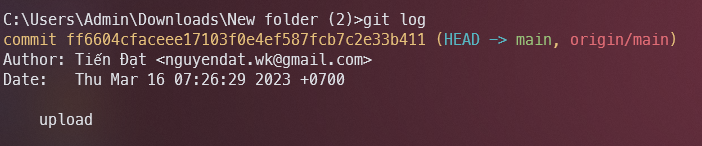 C:\Users\Admin\Downloads\New folder (2)>git log
commit ff6604cfaceee17103f0e4ef587fcb7c2e33b411 (HEAD -> main, origin/main)
Author: Tiến Đạt <nguyendat.wk@gmail.com>
Date:   Thu Mar 16 07:26:29 2023 +0700
    upload